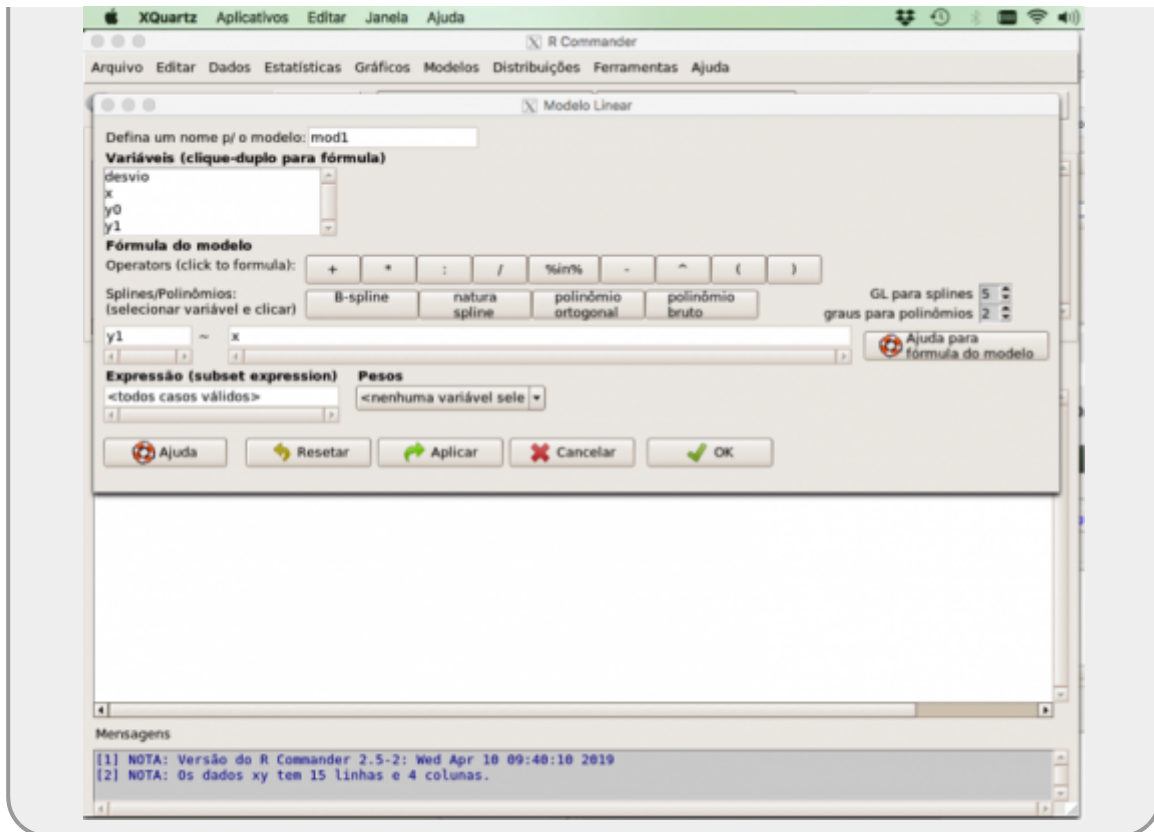 XQuartz Aplicativos Editar Janela Ajuda
R Commander
Arquivo Editar Dados Estatísticas Gráficos Modelos Distribuições Ferramentas Ajuda
Modelo Linear
Defina um nome p/ o modelo: mod1
Variáveis (clique-duplo para fórmula)
desvio
x
y0
y1
Fórmula do modelo
Operators (click to formula): + * : / %in% - ^ ( )
Splines/Polinômios:
(selecionar variável e clicar)
B-spline
natura
spline
polinômio
ortogonal
polinômio
bruto
GL para splines 5
graus para polinômios 2
y1 ~ x
Ajuda para
fórmula do modelo
Expressão (subset expression) Pesos
<todos casos válidos> <nenhuma variável sele
Ajuda Resetar Aplicar Cancelar OK
Mensagens
[1] NOTA: Versão do R Commander 2.5-2: Wed Apr 10 09:40:10 2019
[2] NOTA: Os dados xy tem 15 linhas e 4 colunas.